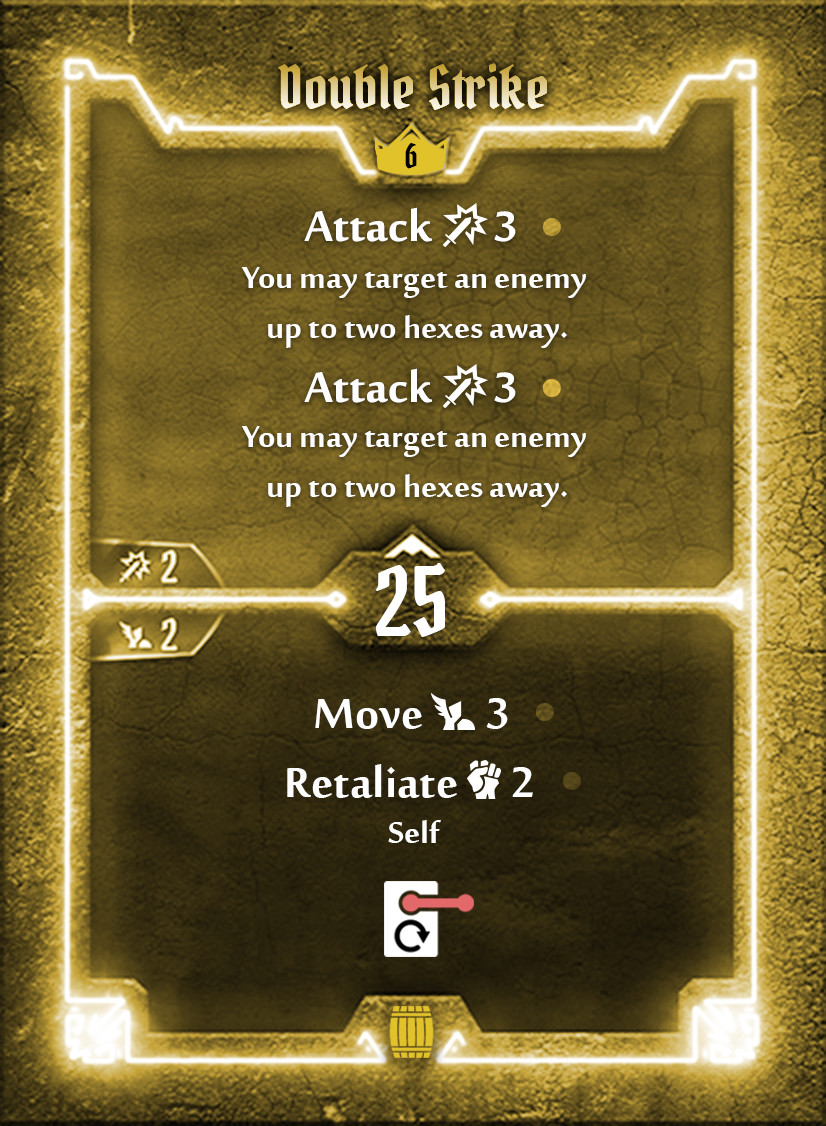 Double Strike
6
Attack 3
You may target an enemy
up to two hexes away.
Attack 3
You may target an enemy
up to two hexes away.
2
25
2
Move 3
Retaliate 2
Self